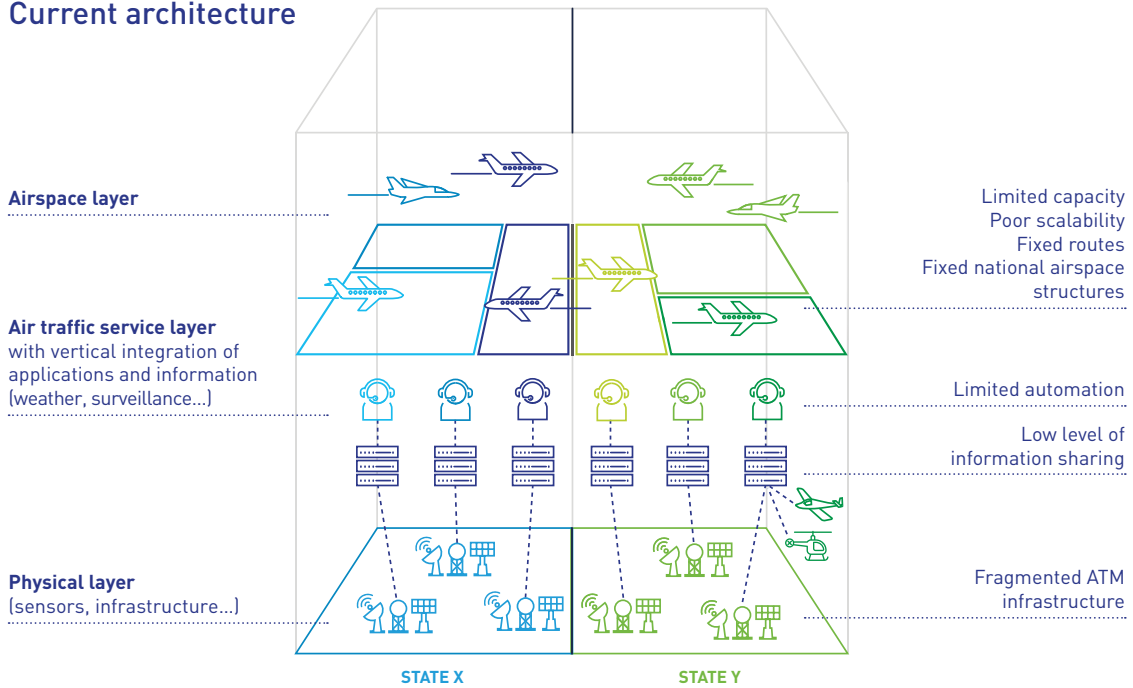 Current architecture
Airspace layer
Limited capacity
Poor scalability
Fixed routes
Fixed national airspace
structures
Air traffic service layer
with vertical integration of
applications and information
(weather, surveillance...)
Limited automation
Low level of
information sharing
Physical layer
(sensors, infrastructure...)
Fragmented ATM
infrastructure
STATE X
STATE Y